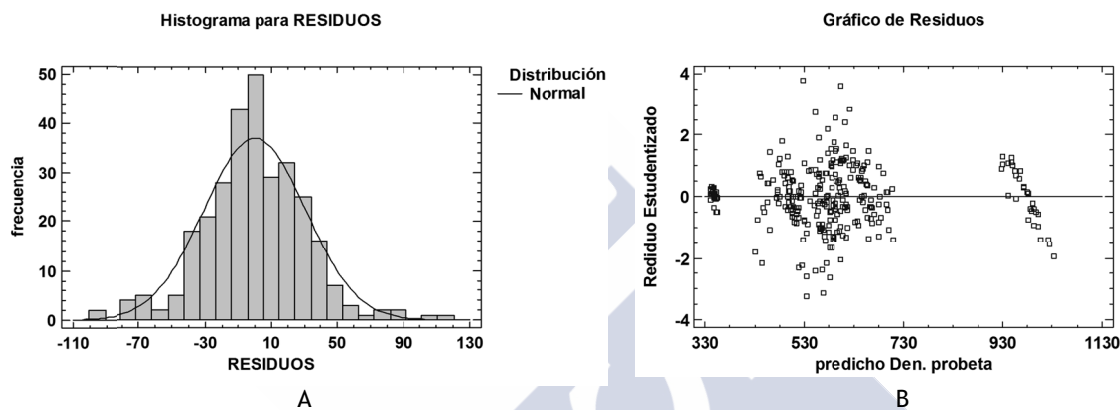 Histograma para RESIDUOS
50
40
30
20
10
0
frecuencia
-110 -70 -30 10 50 90 130
RESIDUOS
Distribución
Normal
A
Gráfico de Residuos
4
2
0
-2
-4
Rediduo Estudentizado
330 530 730 930 1130
predicho Den. probeta
B